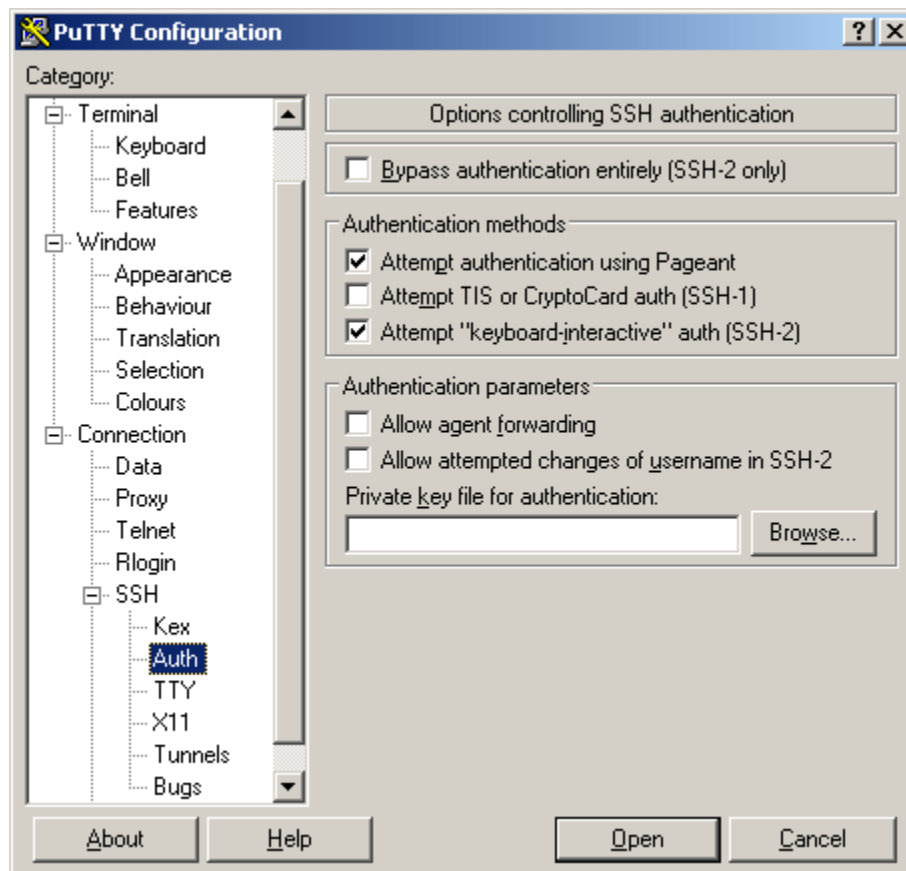 PuTTY Configuration
Category:
Terminal
Keyboard
Bell
Features
Window
Appearance
Behaviour
Translation
Selection
Colours
Connection
Data
Proxy
Telnet
Rlogin
SSH
Kex
Auth
TTY
X11
Tunnels
Bugs
Options controlling SSH authentication
Bypass authentication entirely (SSH-2 only)
Authentication methods
Attempt authentication using Pageant
Attempt TIS or CryptoCard auth (SSH-1)
Attempt "keyboard-interactive" auth (SSH-2)
Authentication parameters
Allow agent forwarding
Allow attempted changes of username in SSH-2
Private key file for authentication:
Browse...
About
Help
Open
Cancel